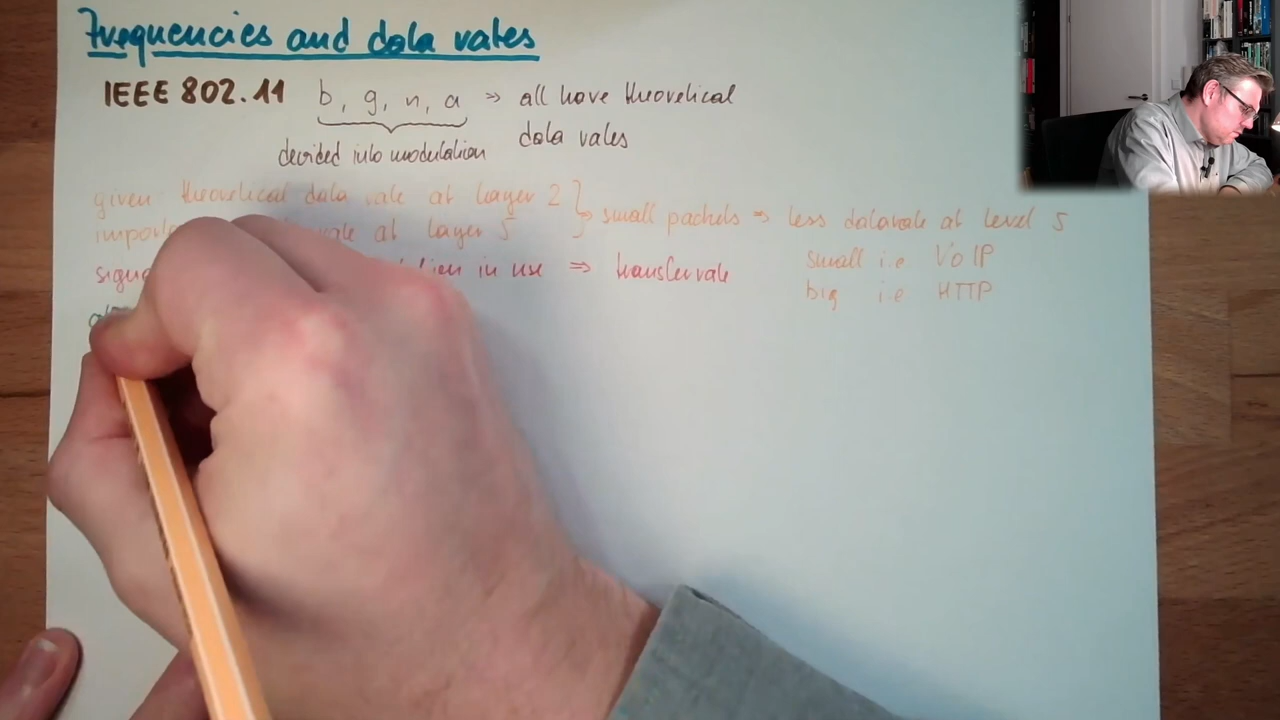 Frequencies and data rates
IEEE 802.11 b, g, n, a => all have theoretical
data rates
decided into modulation
given theoretical data rate at layer 2
rate at layer 5
small packets => less datarate at level 5
in use => transferrate
small i.e. VoIP
big i.e HTTP